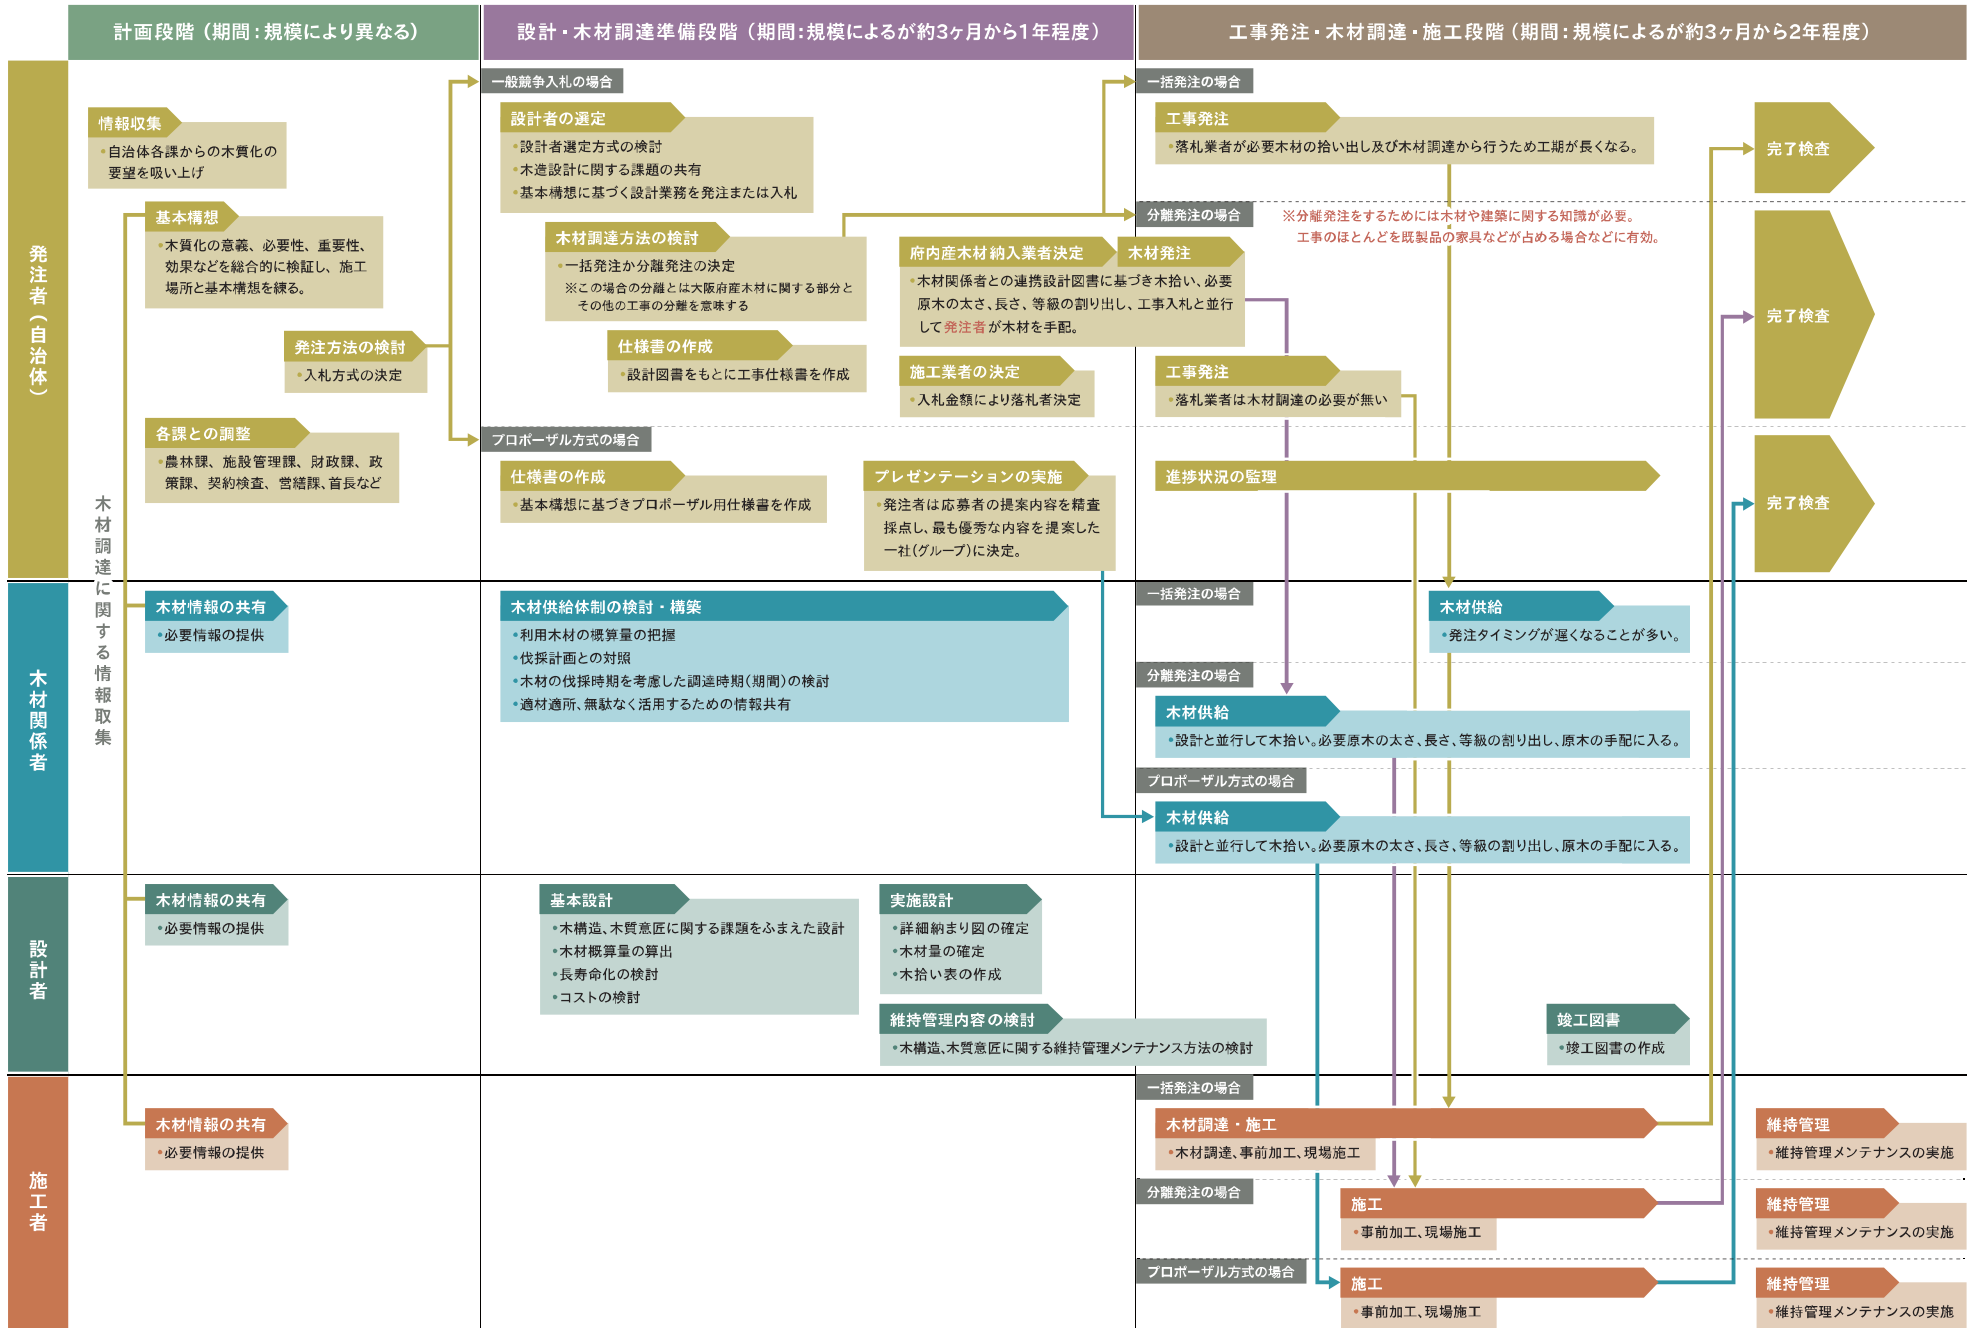 計画段階（期間：規模により異なる）
設計・木材調達準備段階（期間：規模によるが約3ヶ月から1年程度）
工事発注・木材調達・施工段階（期間：規模によるが約3ヶ月から2年程度）
発注者（自治体）
情報収集
•自治体各課からの木質化の
要望を吸い上げ
基本構想
•木質化の意義、必要性、重要性、
効果などを総合的に検証し、施工
場所と基本構想を練る。
発注方法の検討
•入札方式の決定
各課との調整
•農林課、施設管理課、財政課、政
策課、契約検査、営繕課、首長など
木材調達に関する情報取集
一般競争入札の場合
設計者の選定
•設計者選定方式の検討
•木造設計に関する課題の共有
•基本構想に基づく設計業務を発注または入札
木材調達方法の検討
•一括発注か分離発注の決定
※この場合の分離とは大阪府産木材に関する部分と
その他の工事の分離を意味する
仕様書の作成
•設計図書をもとに工事仕様書を作成
府内産木材納入業者決定
木材発注
•木材関係者との連携設計図書に基づき木拾い、必要
原木の太さ、長さ、等級の割り出し、工事入札と並行
して発注者が木材を手配。
施工業者の決定
•入札金額により落札者決定
プロポーザル方式の場合
仕様書の作成
•基本構想に基づきプロポーザル用仕様書を作成
プレゼンテーションの実施
•発注者は応募者の提案内容を精査
採点し、最も優秀な内容を提案した
一社(グループ)に決定。
一括発注の場合
工事発注
•落札業者が必要木材の拾い出し及び木材調達から行うため工期が長くなる。
完了検査
分離発注の場合
※分離発注をするためには木材や建築に関する知識が必要。
工事のほとんどを既製品の家具などが占める場合などに有効。
工事発注
•落札業者は木材調達の必要が無い
完了検査
進捗状況の監理
完了検査
木材関係者
木材情報の共有
•必要情報の提供
木材供給体制の検討・構築
•利用木材の概算量の把握
•伐採計画との対照
•木材の伐採時期を考慮した調達時期（期間）の検討
•適材適所、無駄なく活用するための情報共有
一括発注の場合
木材供給
•発注タイミングが遅くなることが多い。
分離発注の場合
木材供給
•設計と並行して木拾い。必要原木の太さ、長さ、等級の割り出し、原木の手配に入る。
プロポーザル方式の場合
木材供給
•設計と並行して木拾い。必要原木の太さ、長さ、等級の割り出し、原木の手配に入る。
設計者
木材情報の共有
•必要情報の提供
基本設計
•木構造、木質意匠に関する課題をふまえた設計
•木材概算量の算出
•長寿命化の検討
•コストの検討
実施設計
•詳細納まり図の確定
•木材量の確定
•木拾い表の作成
維持管理内容の検討
•木構造、木質意匠に関する維持管理メンテナンス方法の検討
竣工図書
•竣工図書の作成
施工者
木材情報の共有
•必要情報の提供
一括発注の場合
木材調達・施工
•木材調達、事前加工、現場施工
維持管理
•維持管理メンテナンスの実施
分離発注の場合
施工
•事前加工、現場施工
維持管理
•維持管理メンテナンスの実施
プロポーザル方式の場合
施工
•事前加工、現場施工
維持管理
•維持管理メンテナンスの実施